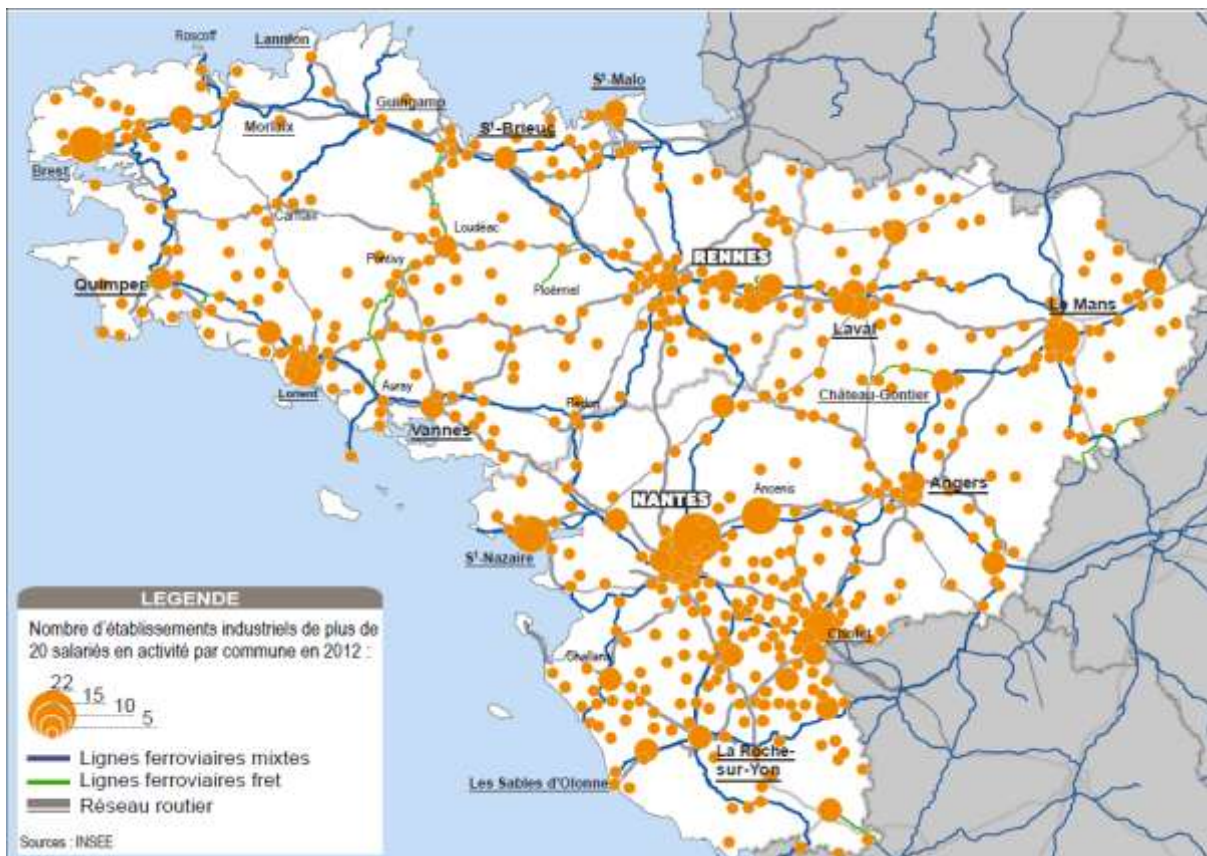 Roscoff
Lannion
St-Malo
Guingamp
Morlaix
St-Brieuc
Brest
Carhaix
Loudéac
RENNES
Pontivy
Quimper
Ploërmel
Le Mans
Laval
Lorient
Auray
Château-Gontier
Redon
Vannes
Angers
NANTES
Ancenis
St-Nazaire
Cholet
Challans
La Roche-
sur-Yon
Les Sables d'Olonne
LEGENDE
Nombre d'établissements industriels de plus de
20 salariés en activité par commune en 2012 :
22
15
10
5
Lignes ferroviaires mixtes
Lignes ferroviaires fret
Réseau routier
Sources : INSEE